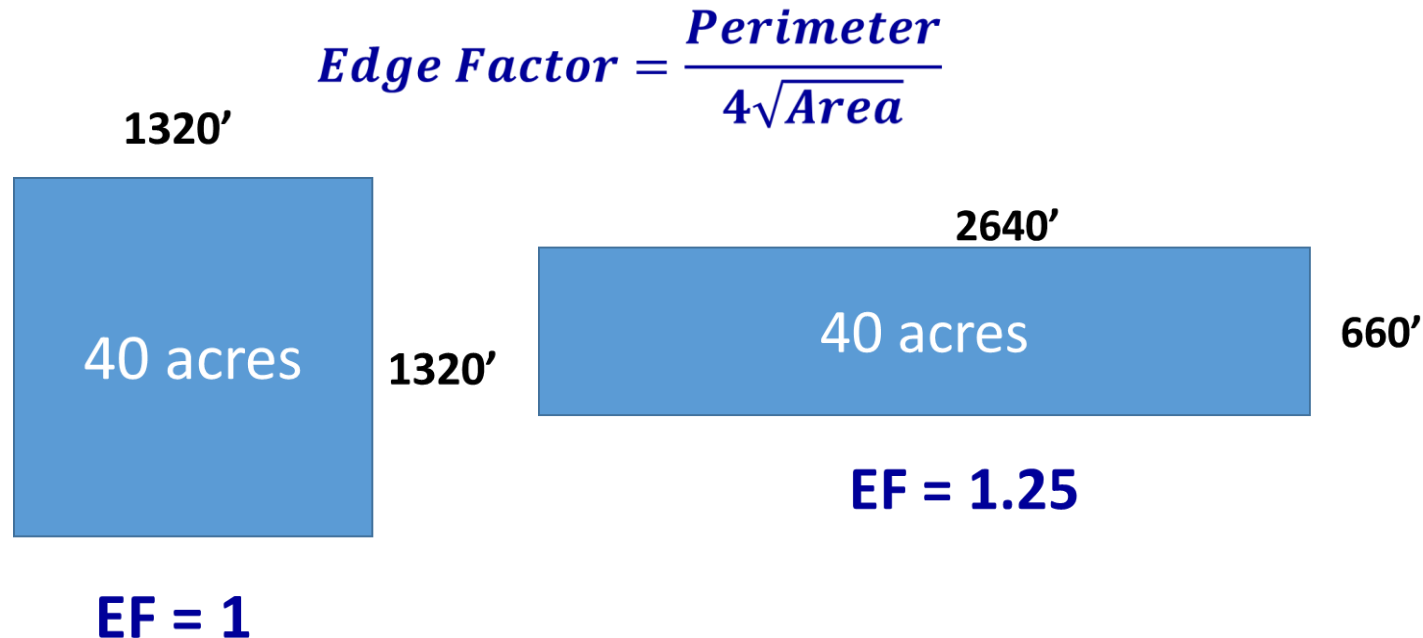 Edge Factor = Perimeter / 4√Area
1320’
40 acres
1320’
EF = 1
2640’
40 acres
660’
EF = 1.25